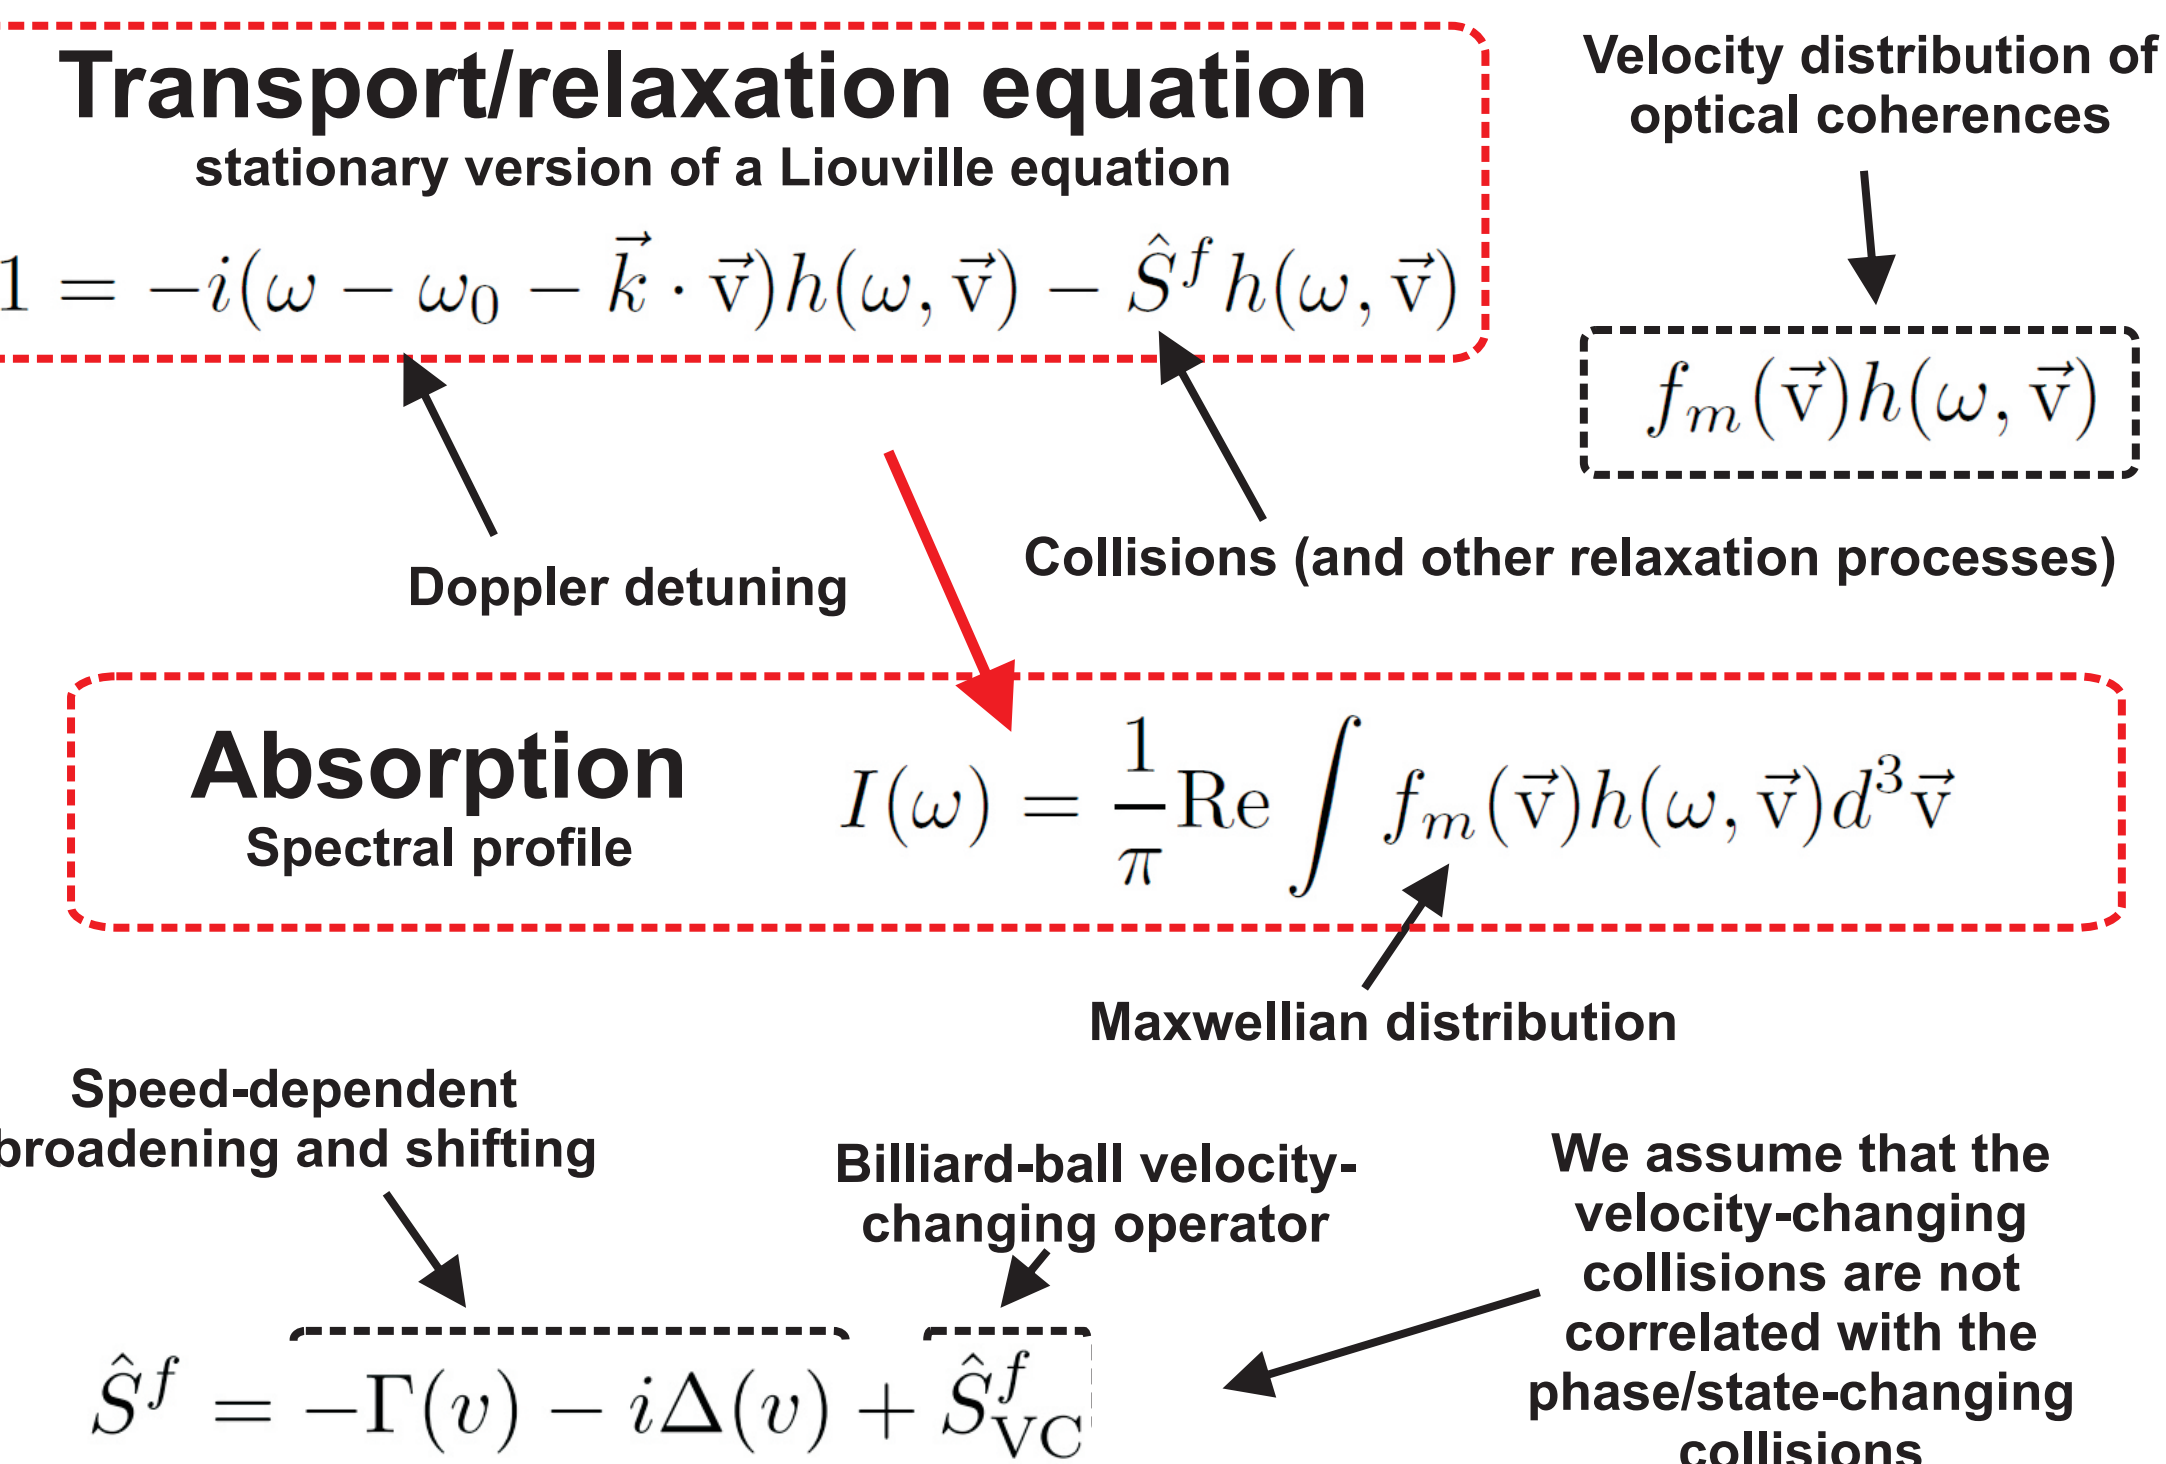 Transport/relaxation equation
stationary version of a Liouville equation
1 = −i(ω − ω₀ − k⃗ · v⃗)h(ω, v⃗) − Ŝᶠ h(ω, v⃗)
Velocity distribution of
optical coherences
fₘ(v⃗)h(ω, v⃗)
Doppler detuning
Collisions (and other relaxation processes)
Absorption
Spectral profile
I(ω) = 1/π Re ∫ fₘ(v⃗)h(ω, v⃗)d³v⃗
Maxwellian distribution
Speed-dependent
broadening and shifting
Billiard-ball velocity-
changing operator
We assume that the
velocity-changing
collisions are not
correlated with the
phase/state-changing
collisions
Ŝᶠ = −Γ(v) − iΔ(v) + Ŝᶠ_VC